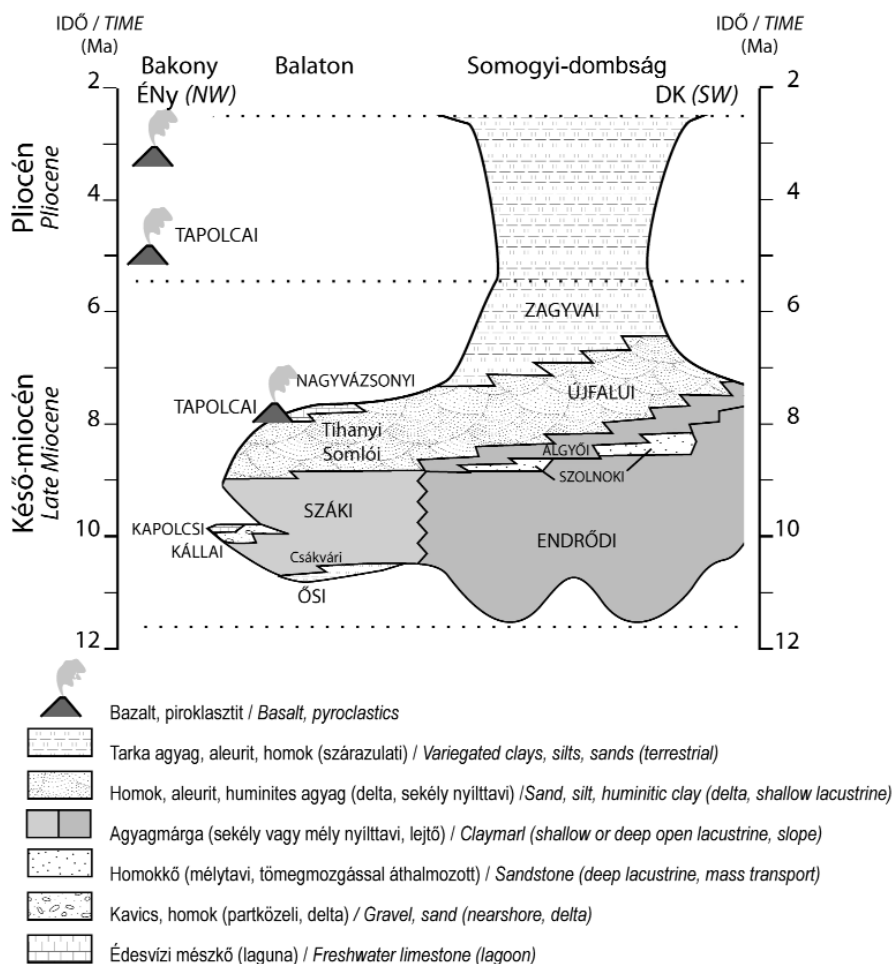 IDŐ / TIME
(Ma)
IDŐ / TIME
(Ma)
Bakony
ÉNy (NW)
Balaton
Somogyi-dombság
DK (SW)
2
2
Pliocén
Pliocene
4
4
TAPOLCAI
6
6
ZAGYVAI
NAGYVÁZSONYI
TAPOLCAI
ÚJFALUI
8
8
Tihanyi
Somlói
ALGYŐI
SZOLNOKI
Késő-miocén
Late Miocene
SZÁKI
KAPOLCSI
10
10
ENDRŐDI
KÁLLAI
Csákvári
ŐSI
12
12
Bazalt, piroklasztit / Basalt, pyroclastics
Tarka agyag, aleurit, homok (szárazulati) / Variegated clays, silts, sands (terrestrial)
Homok, aleurit, huminites agyag (delta, sekély nyílttavi) /Sand, silt, huminitic clay (delta, shallow lacustrine)
Agyagmárga (sekély vagy mély nyílttavi, lejtő) / Claymarl (shallow or deep open lacustrine, slope)
Homokkő (mélytavi, tömegmozgással áthalmozott) / Sandstone (deep lacustrine, mass transport)
Kavics, homok (partközeli, delta) / Gravel, sand (nearshore, delta)
Édesvízi mészkő (laguna) / Freshwater limestone (lagoon)